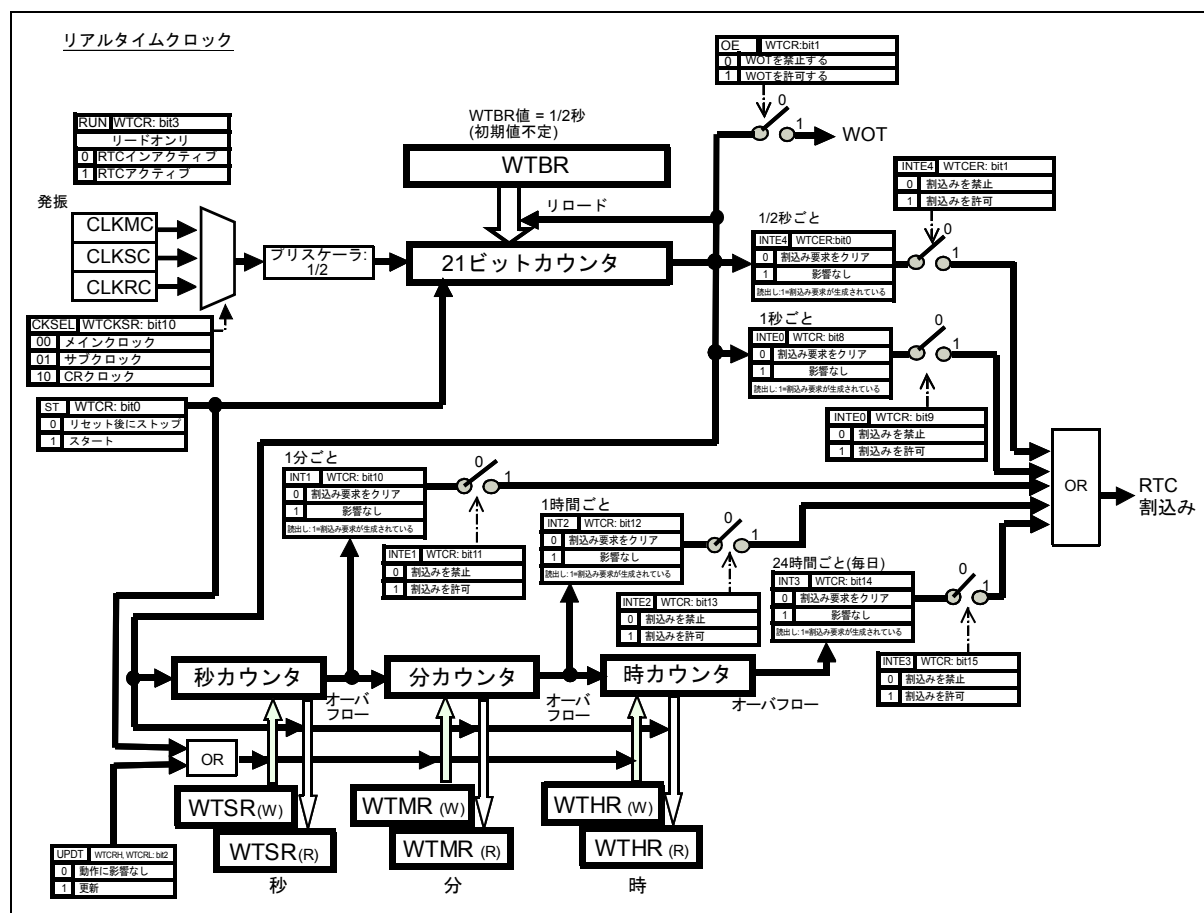 リアルタイムクロック
OE WTCR:bit1
0 WOTを禁止する
1 WOTを許可する
0
1
WOT
RUN WTCR: bit3
リードオンリ
0 RTCインアクティブ
1 RTCアクティブ
WTBR値 = 1/2秒
(初期値不定)
WTBR
リロード
発振
CLKMC
CLKSC
CLKRC
プリスケーラ:
1/2
21ビットカウンタ
INTE4 WTCER: bit1
0 割込みを禁止
1 割込みを許可
1/2秒ごと
INTE4 WTCER:bit0
0 割込み要求をクリア
1 影響なし
読出し:1=割込み要求が生成されている
0
1
CKSEL WTCKSR: bit10
00 メインクロック
01 サブクロック
10 CRクロック
1秒ごと
INTE0 WTCR: bit8
0 割込み要求をクリア
1 影響なし
読出し: 1=割込み要求が生成されている
0
1
ST WTCR: bit0
0 リセット後にストップ
1 スタート
INTE0 WTCR: bit9
0 割込みを禁止
1 割込みを許可
1分ごと
INT1 WTCR: bit10
0 割込み要求をクリア
1 影響なし
読出し: 1=割込み要求が生成されている
0
1
OR
RTC
割込み
INTE1 WTCR: bit11
0 割込みを禁止
1 割込みを許可
1時間ごと
INT2 WTCR: bit12
0 割込み要求をクリア
1 影響なし
読出し: 1=割込み要求が生成されている
0
1
INTE2 WTCR: bit13
0 割込みを禁止
1 割込みを許可
24時間ごと(毎日)
INT3 WTCR: bit14
0 割込み要求をクリア
1 影響なし
読出し: 1=割込み要求が生成されている
0
1
INTE3 WTCR: bit15
0 割込みを禁止
1 割込みを許可
秒カウンタ
オーバ
フロー
分カウンタ
オーバ
フロー
時カウンタ
オーバフロー
OR
WTSR (W)
WTSR (R)
WTMR (W)
WTMR (R)
WTHR (W)
WTHR (R)
UPDT WTCRH, WTCRL: bit2
0 動作に影響なし
1 更新
秒
分
時